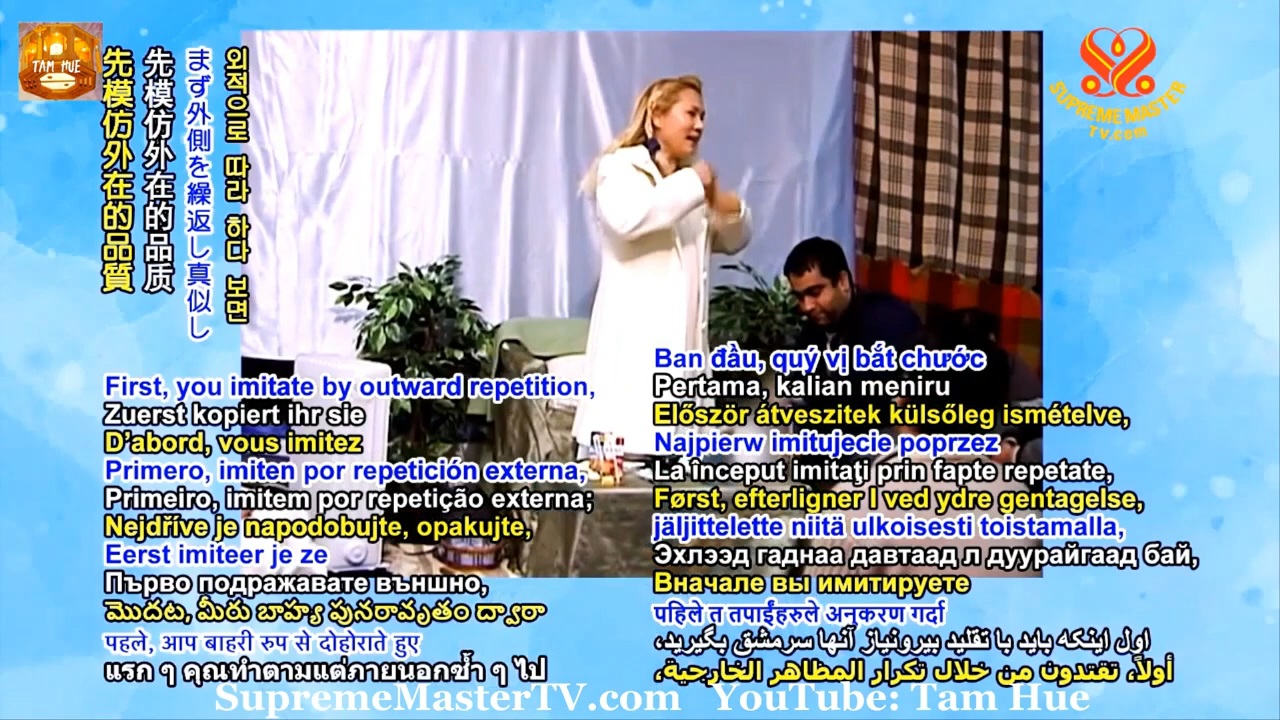 TAM HUE
先模仿外在的品質
先模仿外在的品质
まず外側を繰返し真似し
외적으로 따라 하다 보면
SUPREME MASTER
TV.com
First, you imitate by outward repetition,
Zuerst kopiert ihr sie
D'abord, vous imitez
Primero, imiten por repetición externa,
Primeiro, imitem por repetição externa;
Nejdříve je napodobujte, opakujte,
Eerst imiteer je ze
Първо подражавате външно,
మొదట, మీరు బాహ్య పునరావృతం ద్వారా
पहले, आप बाहरी रुप से दोहोराते हुए
แรก ๆ คุณทำตามแต่ภายนอกซ้ำ ๆ ไป
Ban đầu, quý vị bắt chước
Pertama, kalian meniru
Először átveszitek külsőleg ismételve,
Najpierw imitujecie poprzez
La început imitaţi prin fapte repetate,
Først, efterligner I ved ydre gentagelse,
jäljittelette niitä ulkoisesti toistamalla,
Эхлээд гаднаа давтаад л дуурайгаад бай,
Вначале вы имитируете
पहिले त तपाईंहरुले अनुकरण गर्दा
اول اینکه باید با تقلید بیرونیاز آنها سرمشق بگیرید،
أولاً، تقتدون من خلال تكرار المظاهر الخارجية،
SupremeMasterTV.com YouTube: Tam Hue